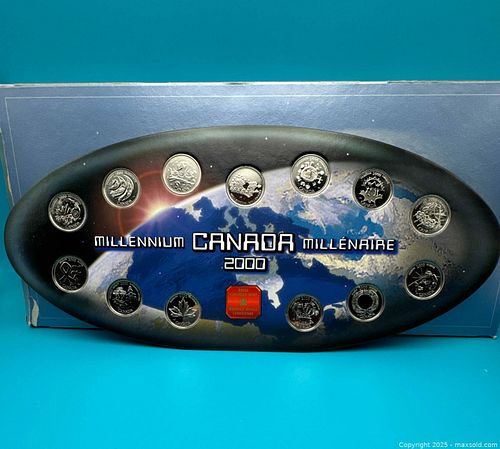 MILLENNIUM CANADA MILLÉNAIRE
2000
Copyright © 2025 - maxsold.com